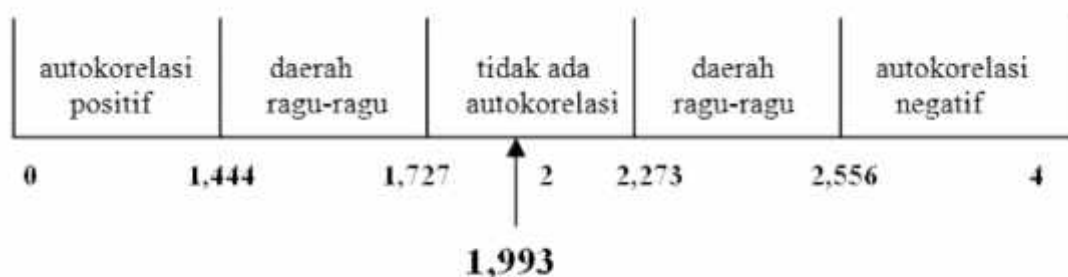 autokorelasi positif
daerah ragu-ragu
tidak ada autokorelasi
daerah ragu-ragu
autokorelasi negatif
0 1,444 1,727 2 2,273 2,556 4
1,993